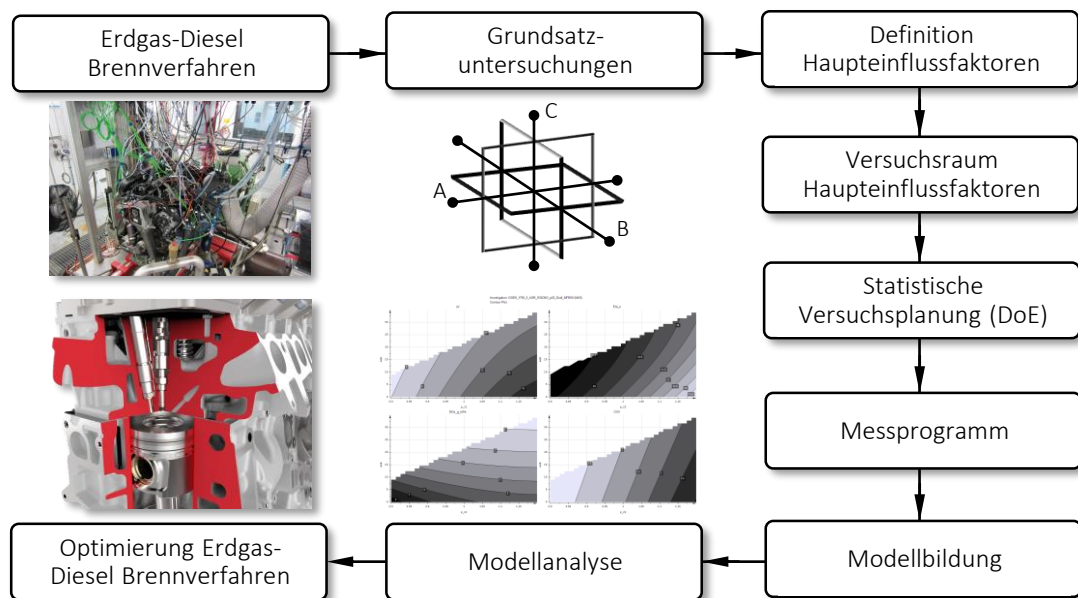 Erdgas-Diesel
Brennverfahren
Grundsatz-
untersuchungen
Definition
Haupteinflussfaktoren
C
A
B
Versuchsraum
Haupteinflussfaktoren
Statistische
Versuchsplanung (DoE)
Messprogramm
Modellbildung
Modellanalyse
Optimierung Erdgas-
Diesel Brennverfahren